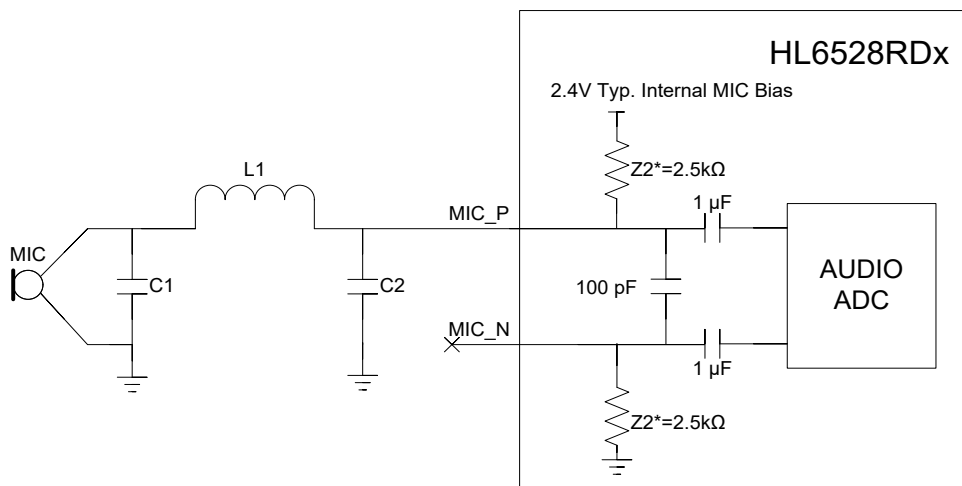 HL6528RDx
2.4V Typ. Internal MIC Bias
L1
Z2*=2.5kΩ
1 µF
MIC_P
MIC
C1
C2
100 pF
AUDIO
ADC
MIC_N
1 µF
Z2*=2.5kΩ